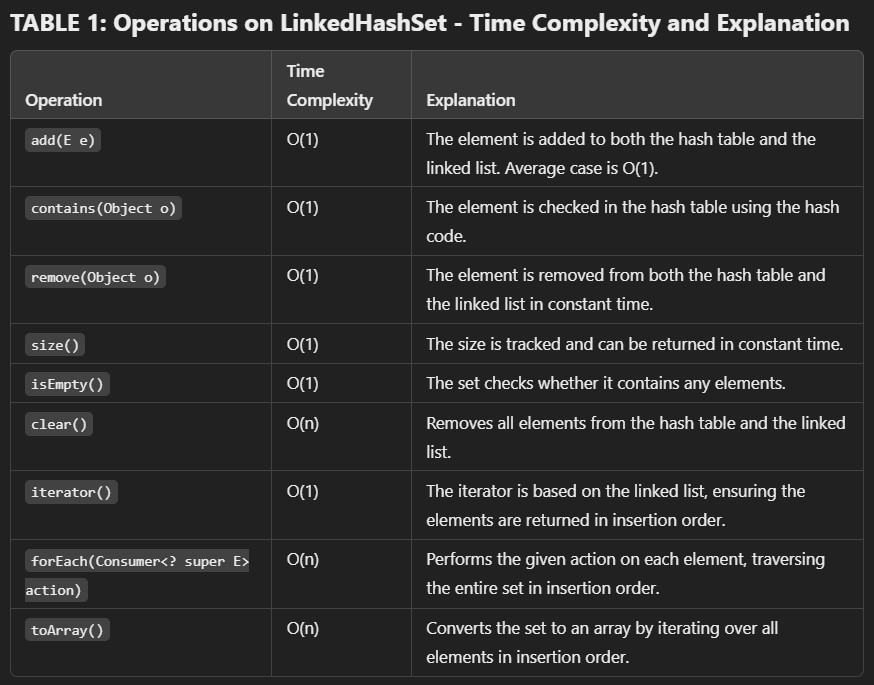 TABLE 1: Operations on LinkedHashSet - Time Complexity and Explanation
Time
Operation Complexity Explanation
add(E e) O(1) The element is added to both the hash table and the
linked list. Average case is O(1).
contains(Object o) O(1) The element is checked in the hash table using the hash
code.
remove(Object o) O(1) The element is removed from both the hash table and
the linked list in constant time.
size() O(1) The size is tracked and can be returned in constant time.
isEmpty() O(1) The set checks whether it contains any elements.
clear() O(n) Removes all elements from the hash table and the linked
list.
iterator() O(1) The iterator is based on the linked list, ensuring the
elements are returned in insertion order.
forEach(Consumer<? super E> O(n) Performs the given action on each element, traversing
action) the entire set in insertion order.
toArray() O(n) Converts the set to an array by iterating over all
elements in insertion order.